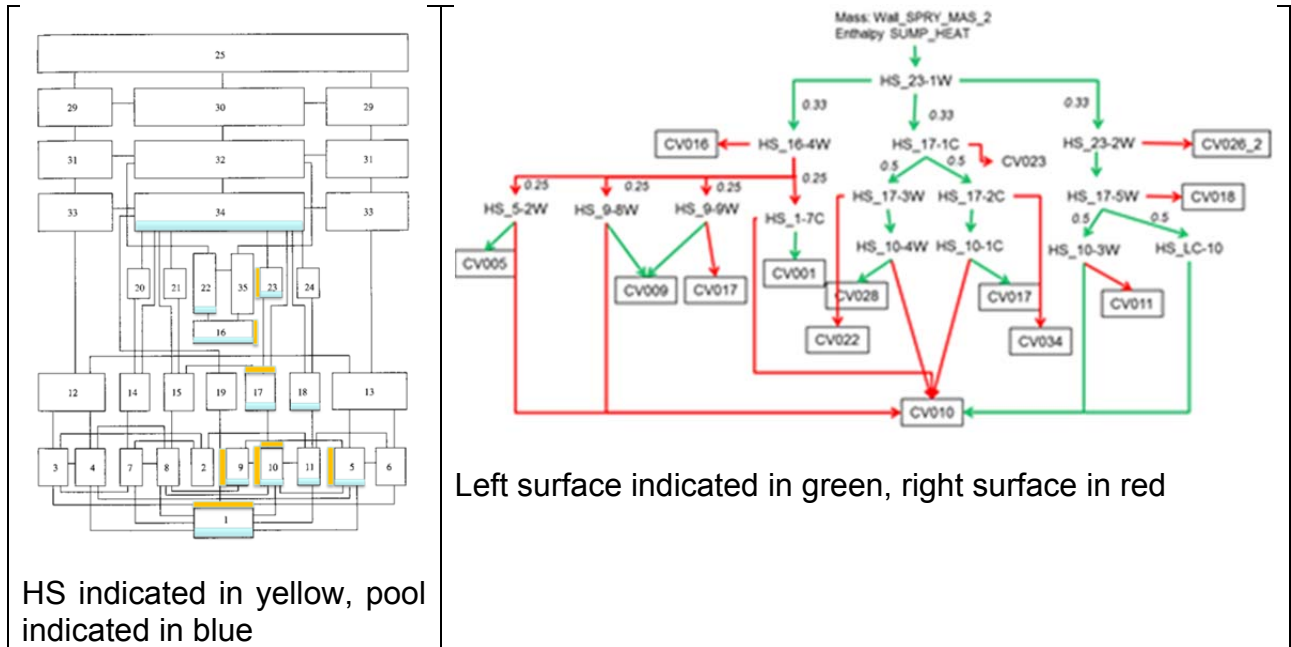 25
29 30 29
31 32 31
33 34 33
20 21 22 35 23 24
16
12 14 15 19 17 18 13
3 4 7 8 2 9 10 11 5 6
1
HS indicated in yellow, pool
indicated in blue
Mass: Wall_SPRY_MAS_2
Enthalpy SUMP_HEAT
HS_23-1W
0.33 0.33 0.33
CV016 HS_16-4W HS_17-1C HS_23-2W CV026_2
CV023
0.25 0.25 0.25 0.25 0.5 0.5
HS_5-2W HS_9-8W HS_9-9W HS_1-7C HS_17-3W HS_17-2C HS_17-5W CV018
0.5 0.5
HS_10-4W HS_10-1C HS_10-3W HS_LC-10
CV005 CV009 CV017 CV001 CV028 CV017 CV011
CV022 CV034
CV010
Left surface indicated in green, right surface in red